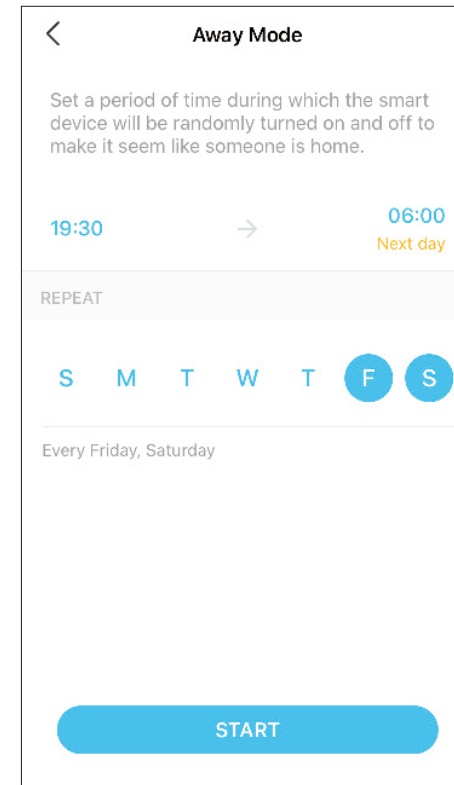 Away Mode
Set a period of time during which the smart
device will be randomly turned on and off to
make it seem like someone is home.
19:30 → 06:00
Next day
REPEAT
S M T W T F S
Every Friday, Saturday
START